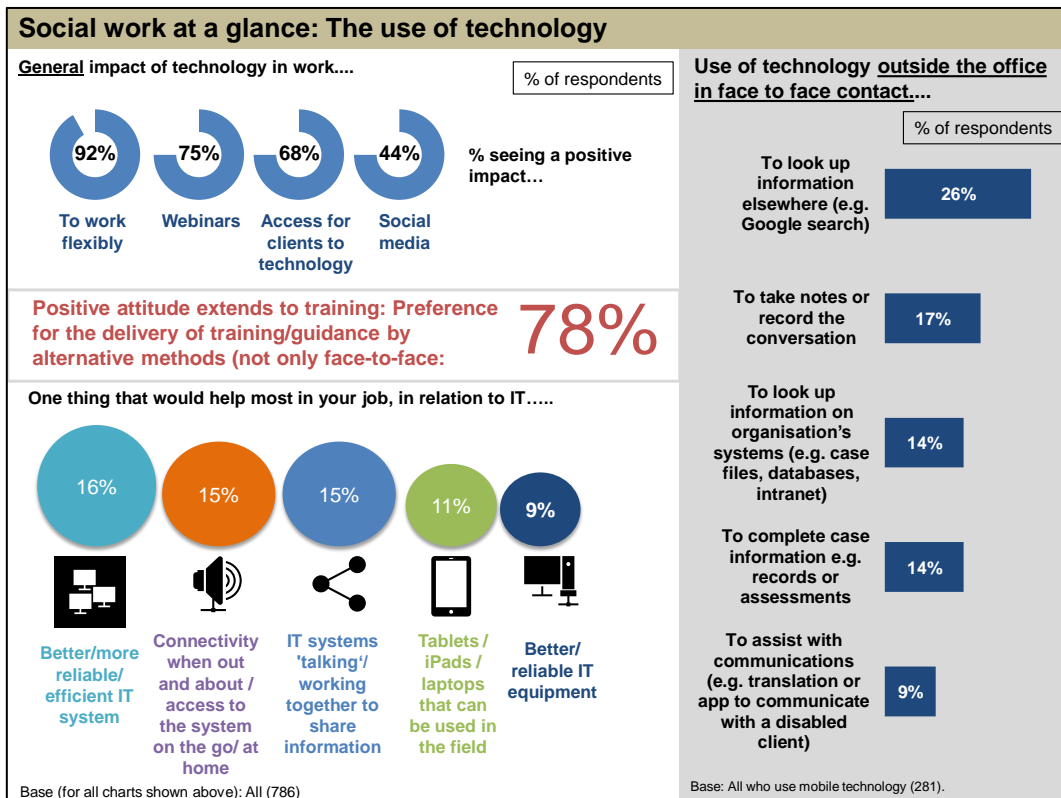 Social work at a glance: The use of technology
General impact of technology in work....
% of respondents
92%
75%
68%
44%
% seeing a positive
impact…
To work
flexibly
Webinars
Access for
clients to
technology
Social
media
Positive attitude extends to training: Preference
for the delivery of training/guidance by
alternative methods (not only face-to-face:
78%
One thing that would help most in your job, in relation to IT…..
16%
15%
15%
11%
9%
Better/more
reliable/
efficient IT
system
Connectivity
when out
and about /
access to
the system
on the go/ at
home
IT systems
'talking‘/
working
together to
share
information
Tablets /
iPads /
laptops
that can
be used in
the field
Better/
reliable IT
equipment
Base (for all charts shown above): All (786)
Use of technology outside the office
in face to face contact....
% of respondents
To look up
information
elsewhere (e.g.
Google search)
26%
To take notes or
record the
conversation
17%
To look up
information on
organisation’s
systems (e.g. case
files, databases,
intranet)
14%
To complete case
information e.g.
records or
assessments
14%
To assist with
communications
(e.g. translation or
app to communicate
with a disabled
client)
9%
Base: All who use mobile technology (281).